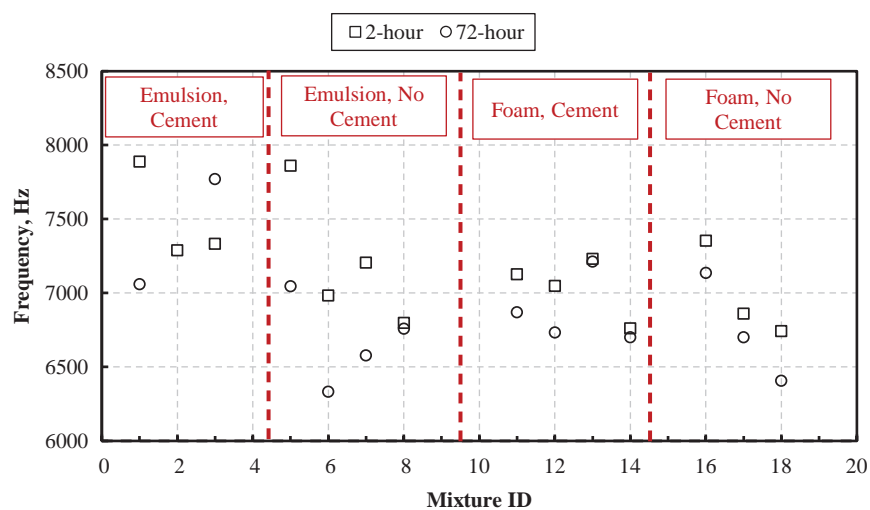 2-hour 72-hour
8500
8000
7500
7000
6500
6000
Frequency, Hz
Emulsion,
Cement
Emulsion, No
Cement
Foam, Cement
Foam, No
Cement
0 2 4 6 8 10 12 14 16 18 20
Mixture ID